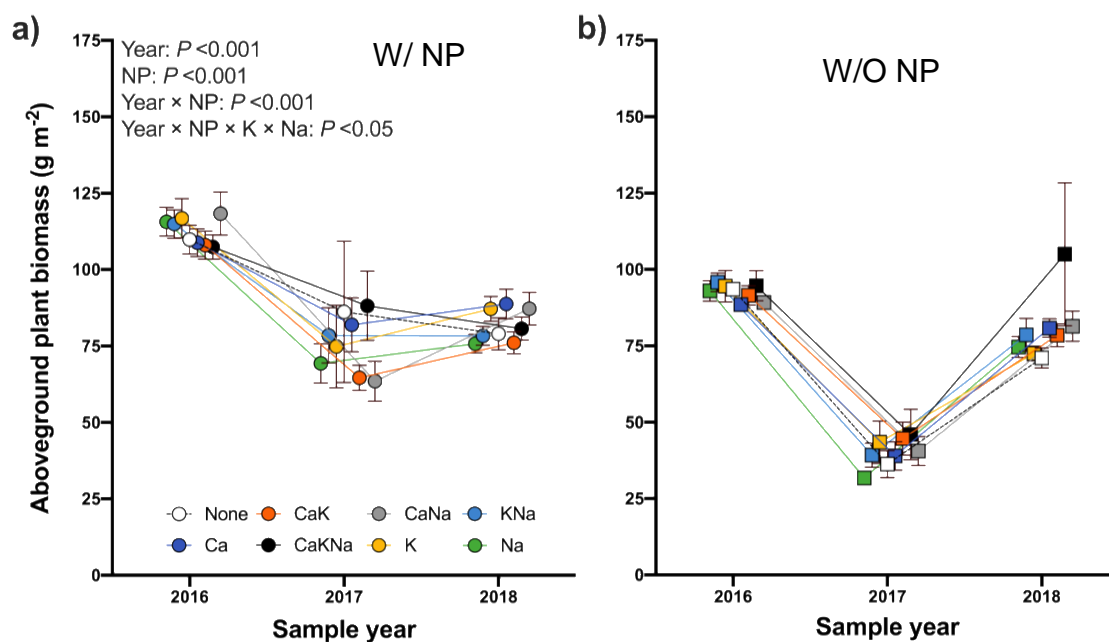 a)
W/ NP
Year: P <0.001
NP: P <0.001
Year × NP: P <0.001
Year × NP × K × Na: P <0.05
Aboveground plant biomass (g m-2)
175
150
125
100
75
50
25
0
None
CaK
CaNa
KNa
Ca
CaKNa
K
Na
2016
2017
2018
Sample year
b)
W/O NP
175
150
125
100
75
50
25
0
2016
2017
2018
Sample year